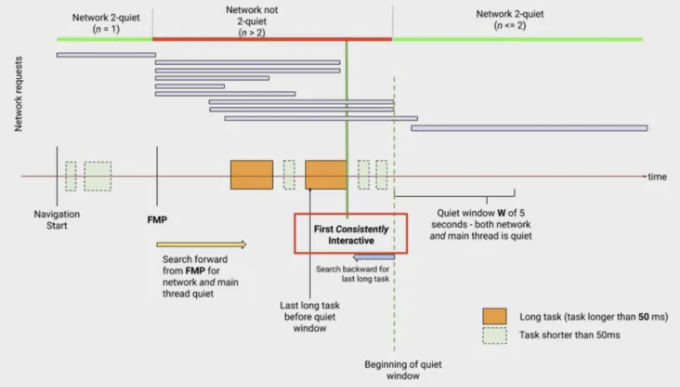 Network 2-quiet
(n = 1)
Network not
2-quiet
(n > 2)
Network 2-quiet
(n <= 2)
Network requests
time
Navigation
Start
FMP
First Consistently
Interactive
Quiet window W of 5
seconds - both network
and main thread is quiet
Search forward
from FMP for
network and main
thread quiet
Search backward for
last long task
Last long task
before quiet
window
Long task (task longer than 50 ms)
Task shorter than 50ms
Beginning of quiet
window